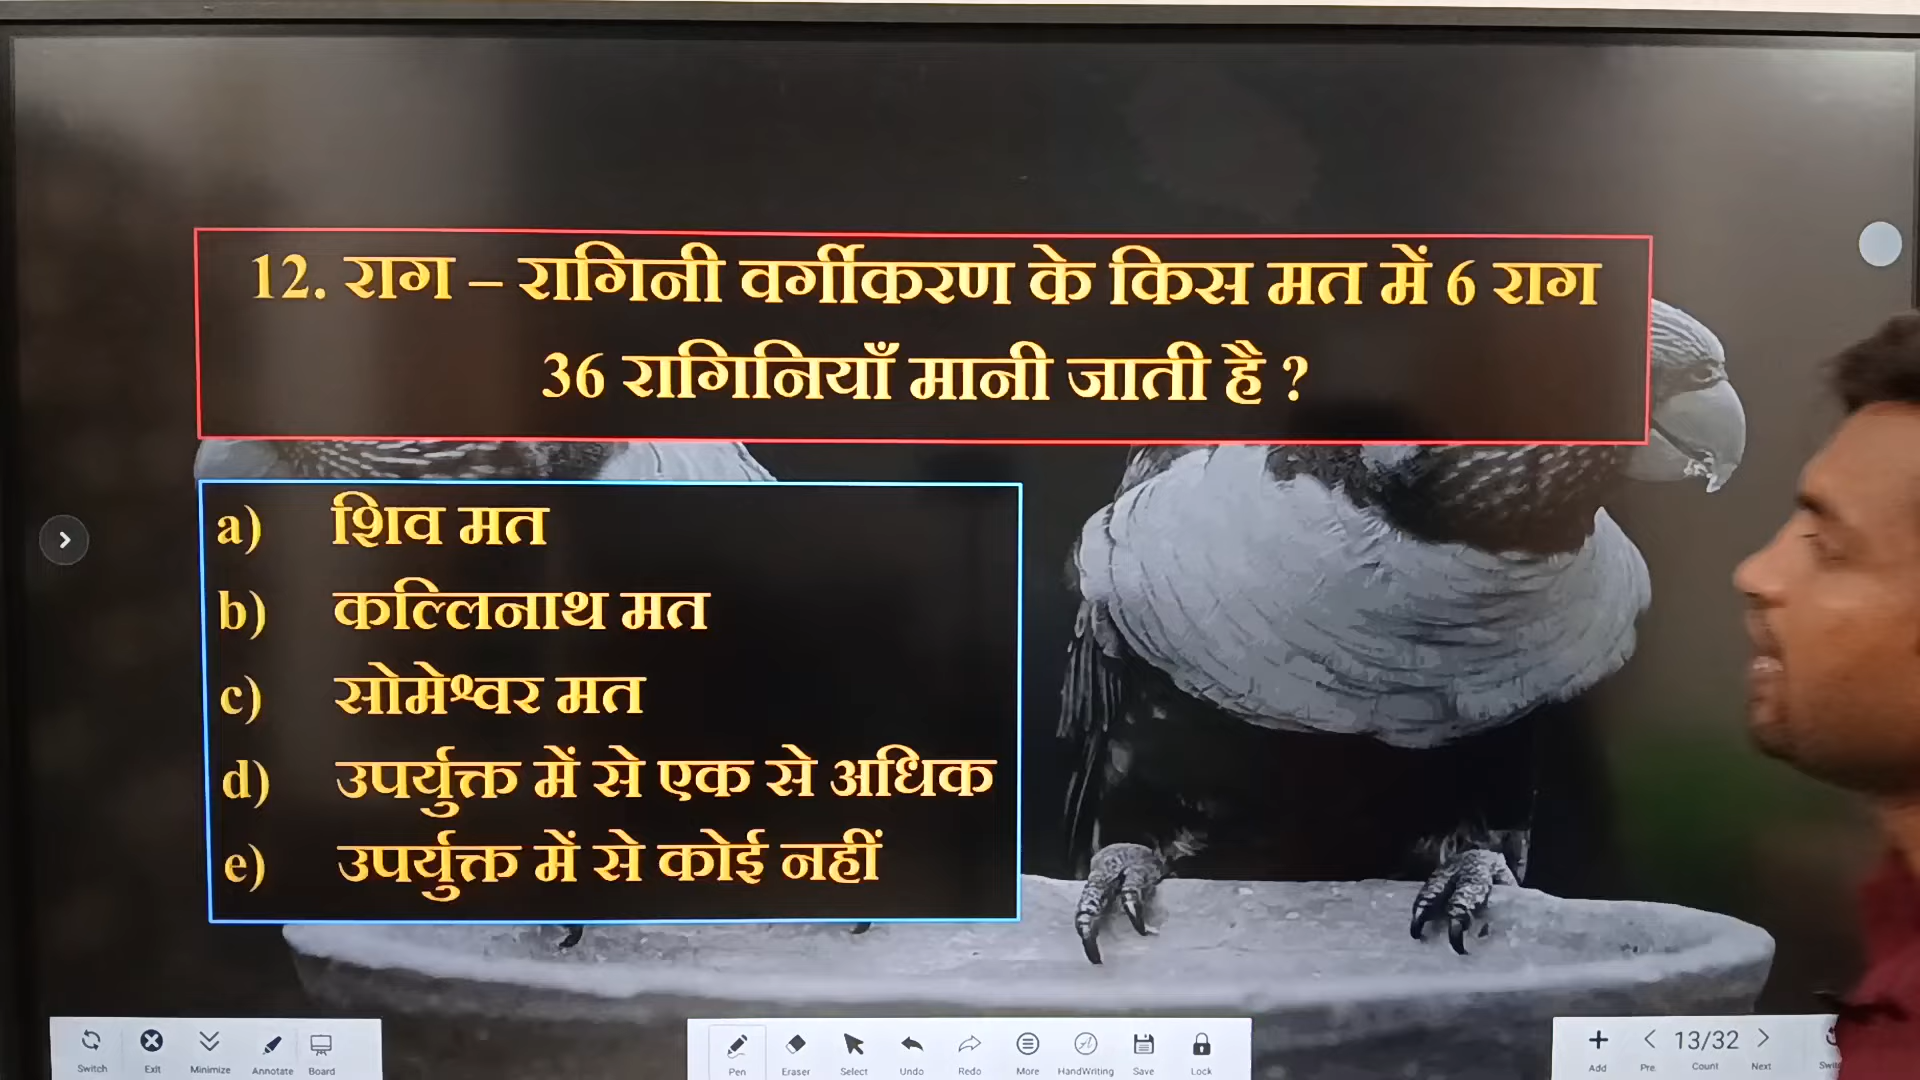 12. राग – रागिनी वर्गीकरण के किस मत में 6 राग
36 रागिनियाँ मानी जाती है ?
a) शिव मत
b) कल्लिनाथ मत
c) सोमेश्वर मत
d) उपर्युक्त में से एक से अधिक
e) उपर्युक्त में से कोई नहीं
Switch Exit Minimize Annotate Board
Pen Eraser Select Undo Redo More HandWriting Save Lock
13/32
Add Pre Count Next